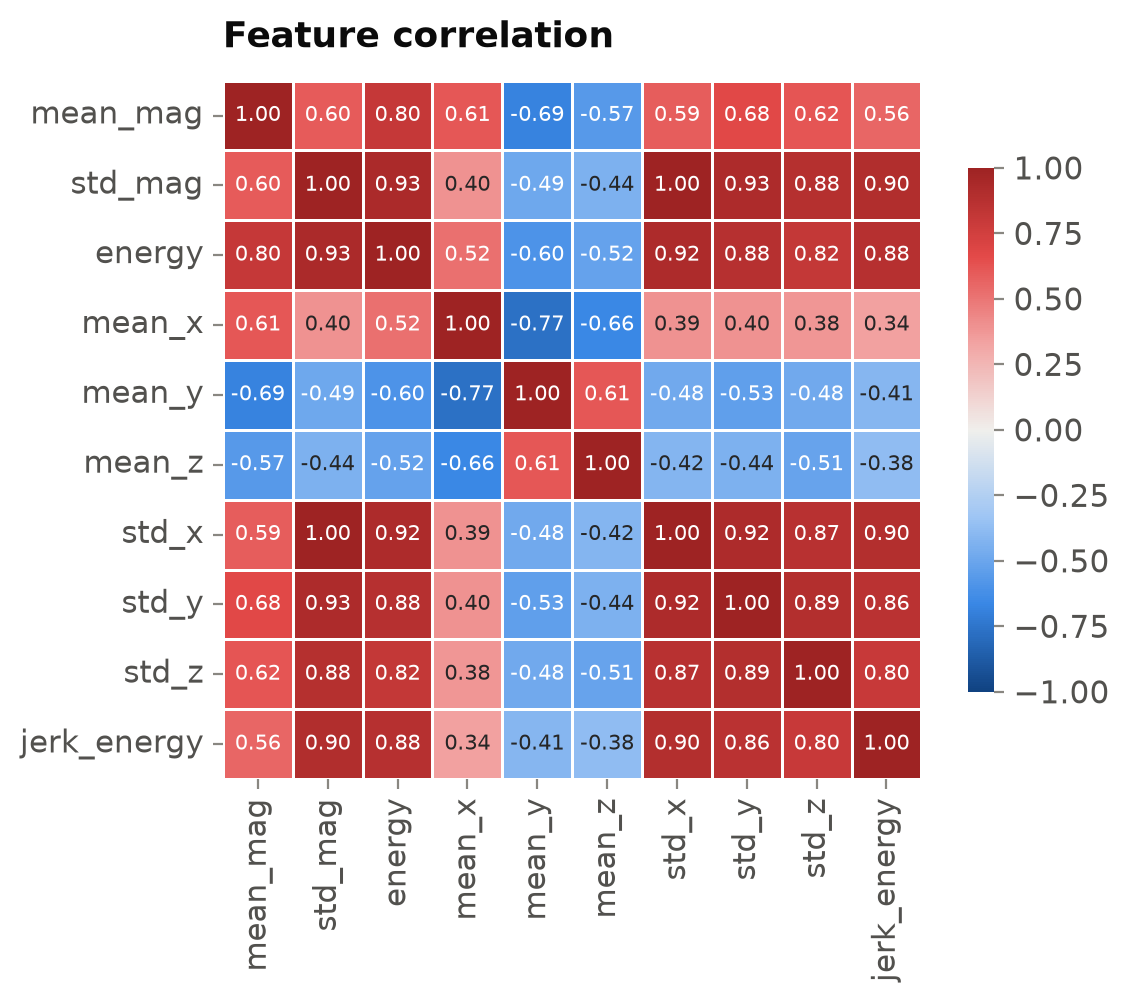 Feature correlation
mean_mag 1.00 0.60 0.80 0.61 -0.69 -0.57 0.59 0.68 0.62 0.56
std_mag 0.60 1.00 0.93 0.40 -0.49 -0.44 1.00 0.93 0.88 0.90
energy 0.80 0.93 1.00 0.52 -0.60 -0.52 0.92 0.88 0.82 0.88
mean_x 0.61 0.40 0.52 1.00 -0.77 -0.66 0.39 0.40 0.38 0.34
mean_y -0.69 -0.49 -0.60 -0.77 1.00 0.61 -0.48 -0.53 -0.48 -0.41
mean_z -0.57 -0.44 -0.52 -0.66 0.61 1.00 -0.42 -0.44 -0.51 -0.38
std_x 0.59 1.00 0.92 0.39 -0.48 -0.42 1.00 0.92 0.87 0.90
std_y 0.68 0.93 0.88 0.40 -0.53 -0.44 0.92 1.00 0.89 0.86
std_z 0.62 0.88 0.82 0.38 -0.48 -0.51 0.87 0.89 1.00 0.80
jerk_energy 0.56 0.90 0.88 0.34 -0.41 -0.38 0.90 0.86 0.80 1.00
mean_mag std_mag energy mean_x mean_y mean_z std_x std_y std_z jerk_energy
1.00
0.75
0.50
0.25
0.00
−0.25
−0.50
−0.75
−1.00